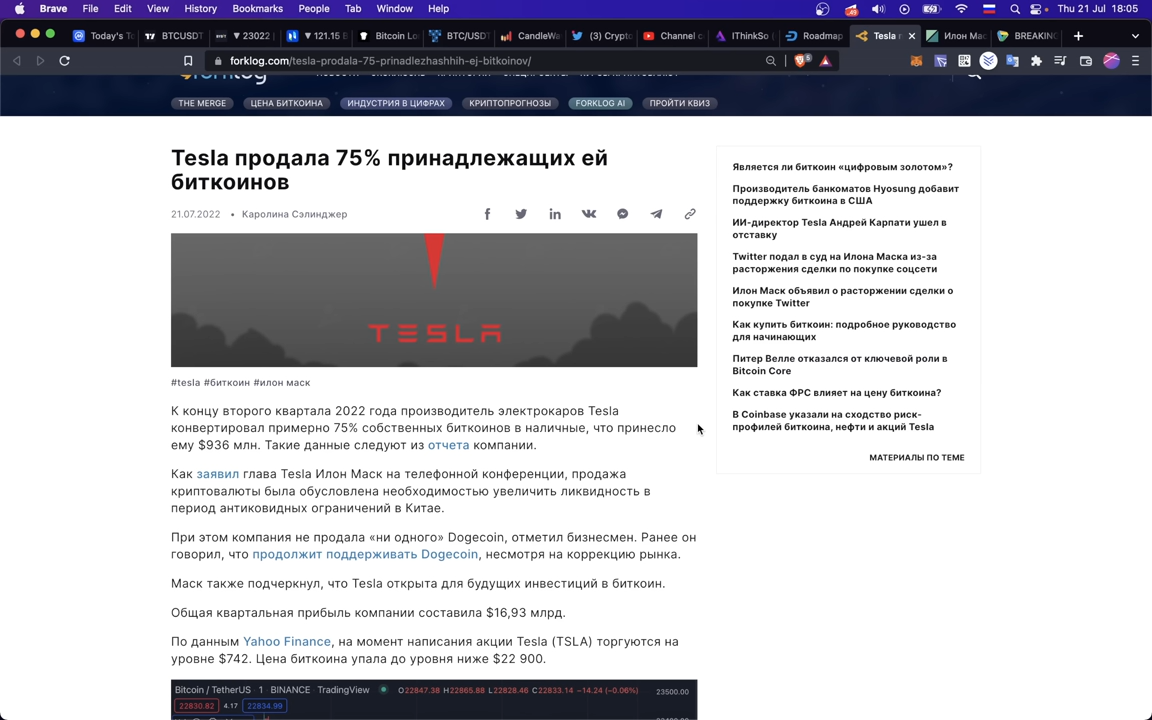 Brave File Edit View History Bookmarks People Tab Window Help .49 Thu 21 Jul 18:05
Today's To BTCUSDT ▼ 23022 ▼ 121.15 B Bitcoin Lo BTC/USDT CandleWa (3) Crypto Channel c IThinkSo Roadmap Tesla п Илон Мас BREAKING
forklog.com/tesla-prodala-75-prinadlezhashhih-ej-bitkoinov/
forklog
THE MERGE ЦЕНА БИТКОИНА ИНДУСТРИЯ В ЦИФРАХ КРИПТОПРОГНОЗЫ FORKLOG AI ПРОЙТИ КВИЗ
Tesla продала 75% принадлежащих ей
биткоинов
21.07.2022 • Каролина Сэлинджер
TESLA
#tesla #биткоин #илон маск
К концу второго квартала 2022 года производитель электрокаров Tesla
конвертировал примерно 75% собственных биткоинов в наличные, что принесло
ему $936 млн. Такие данные следуют из отчета компании.
Как заявил глава Tesla Илон Маск на телефонной конференции, продажа
криптовалюты была обусловлена необходимостью увеличить ликвидность в
период антиковидных ограничений в Китае.
При этом компания не продала «ни одного» Dogecoin, отметил бизнесмен. Ранее он
говорил, что продолжит поддерживать Dogecoin, несмотря на коррекцию рынка.
Маск также подчеркнул, что Tesla открыта для будущих инвестиций в биткоин.
Общая квартальная прибыль компании составила $16,93 млрд.
По данным Yahoo Finance, на момент написания акции Tesla (TSLA) торгуются на
уровне $742. Цена биткоина упала до уровня ниже $22 900.
Bitcoin / TetherUS · 1 · BINANCE · TradingView O22847.38 H22865.88 L22828.46 C22833.14 −14.24 (−0.06%) 23500.00
22830.82 4.17 22834.99
Является ли биткоин «цифровым золотом»?
Производитель банкоматов Hyosung добавит
поддержку биткоина в США
ИИ-директор Tesla Андрей Карпати ушел в
отставку
Twitter подал в суд на Илона Маска из-за
расторжения сделки по покупке соцсети
Илон Маск объявил о расторжении сделки о
покупке Twitter
Как купить биткоин: подробное руководство
для начинающих
Питер Велле отказался от ключевой роли в
Bitcoin Core
Как ставка ФРС влияет на цену биткоина?
В Coinbase указали на сходство риск-
профилей биткоина, нефти и акций Tesla
МАТЕРИАЛЫ ПО ТЕМЕ